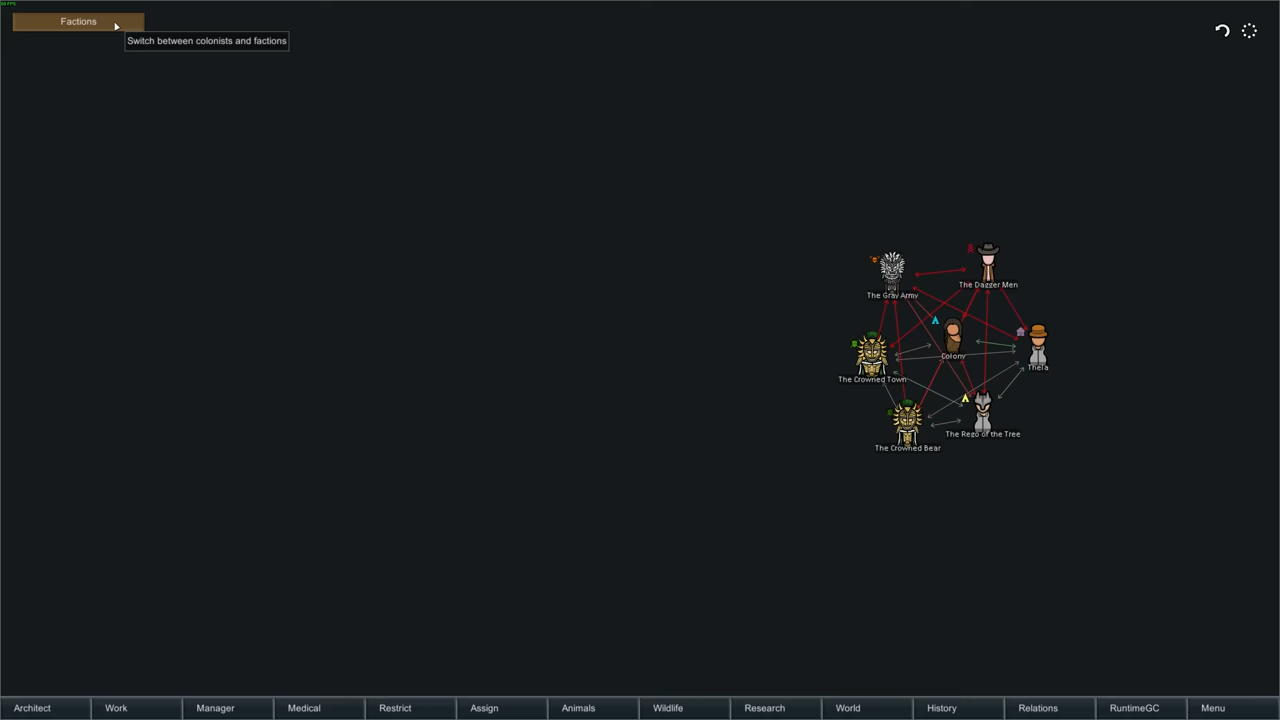 60 FPS
Factions
Switch between colonists and factions
The Dagger Men
The Gray Army
Colony
Thera
The Crowned Town
The Rego of the Tree
The Crowned Bear
Architect
Work
Manager
Medical
Restrict
Assign
Animals
Wildlife
Research
World
History
Relations
RuntimeGC
Menu